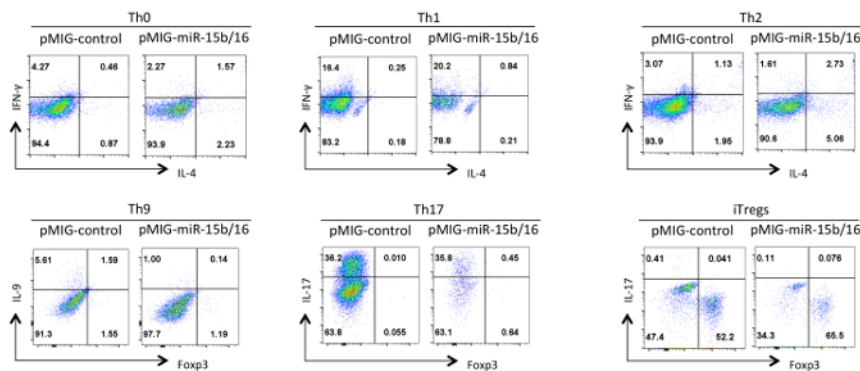 Th0 Th1 Th2
pMIG-control pMIG-miR-15b/16 pMIG-control pMIG-miR-15b/16 pMIG-control pMIG-miR-15b/16
4.27 0.46 2.27 1.57 16.4 0.25 20.2 0.84 3.07 1.13 1.61 2.73
IFN-γ IFN-γ IFN-γ
94.4 0.87 93.9 2.23 83.2 0.18 78.8 0.21 93.9 1.95 90.6 5.06
IL-4 IL-4 IL-4
Th9 Th17 iTregs
pMIG-control pMIG-miR-15b/16 pMIG-control pMIG-miR-15b/16 pMIG-control pMIG-miR-15b/16
5.61 1.59 1.00 0.14 36.2 0.010 35.8 0.45 0.41 0.041 0.11 0.076
IL-9 IL-17 IL-17
91.3 1.55 97.7 1.19 63.8 0.055 63.1 0.64 47.4 52.2 34.3 65.5
Foxp3 Foxp3 Foxp3